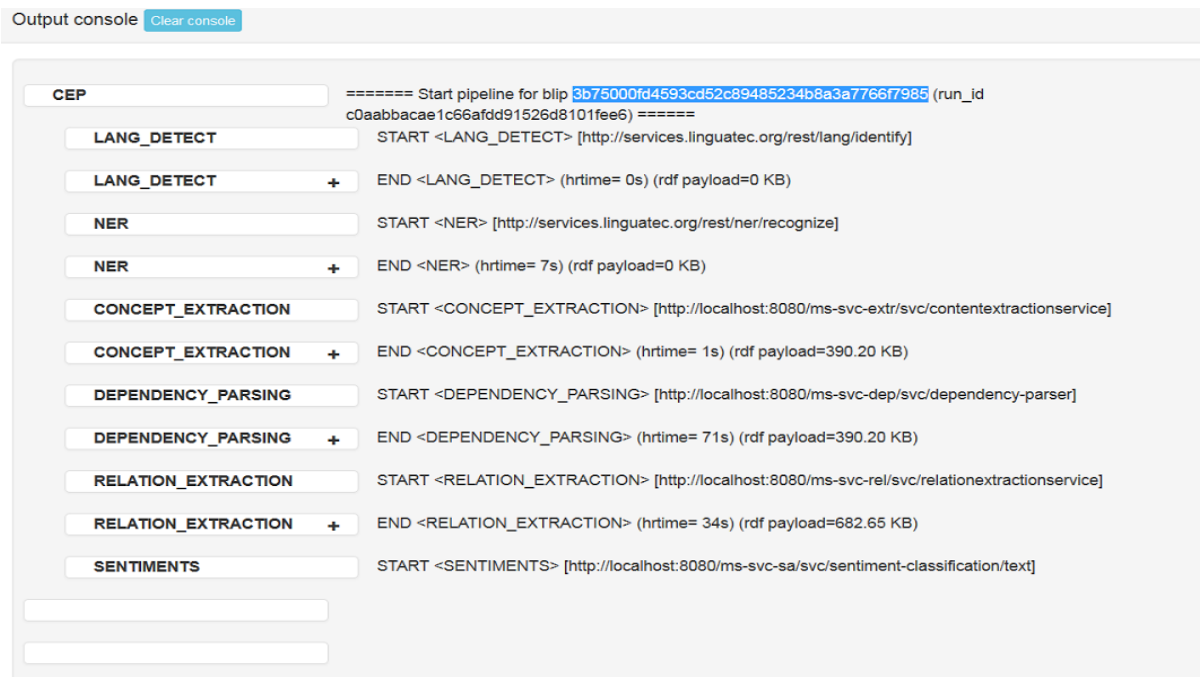 Output console Clear console
CEP ======= Start pipeline for blip 3b75000fd4593cd52c89485234b8a3a7766f7985 (run_id
c0aabbacae1c66afdd91526d8101fee6) ======
LANG_DETECT START <LANG_DETECT> [http://services.linguatec.org/rest/lang/identify]
LANG_DETECT + END <LANG_DETECT> (hrtime= 0s) (rdf payload=0 KB)
NER START <NER> [http://services.linguatec.org/rest/ner/recognize]
NER + END <NER> (hrtime= 7s) (rdf payload=0 KB)
CONCEPT_EXTRACTION START <CONCEPT_EXTRACTION> [http://localhost:8080/ms-svc-extr/svc/contentextractionservice]
CONCEPT_EXTRACTION + END <CONCEPT_EXTRACTION> (hrtime= 1s) (rdf payload=390.20 KB)
DEPENDENCY_PARSING START <DEPENDENCY_PARSING> [http://localhost:8080/ms-svc-dep/svc/dependency-parser]
DEPENDENCY_PARSING + END <DEPENDENCY_PARSING> (hrtime= 71s) (rdf payload=390.20 KB)
RELATION_EXTRACTION START <RELATION_EXTRACTION> [http://localhost:8080/ms-svc-rel/svc/relationextractionservice]
RELATION_EXTRACTION + END <RELATION_EXTRACTION> (hrtime= 34s) (rdf payload=682.65 KB)
SENTIMENTS START <SENTIMENTS> [http://localhost:8080/ms-svc-sa/svc/sentiment-classification/text]